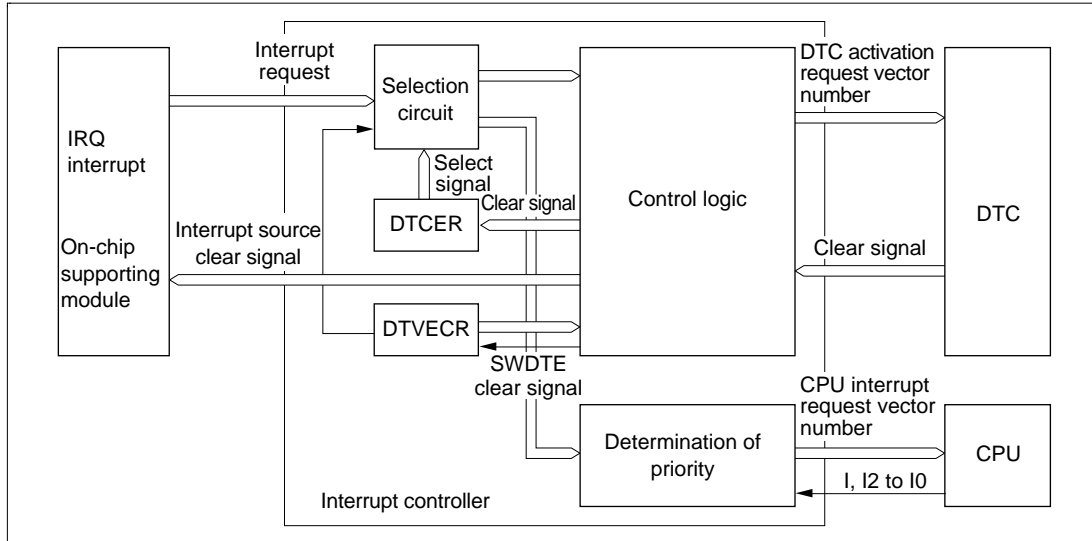 Interrupt
request
IRQ
interrupt
On-chip
supporting
module
Selection
circuit
Select
signal
DTCER
Clear signal
Interrupt source
clear signal
DTVECR
SWDTE
clear signal
Control logic
DTC activation
request vector
number
DTC
Clear signal
Determination of
priority
CPU interrupt
request vector
number
CPU
I, I2 to I0
Interrupt controller